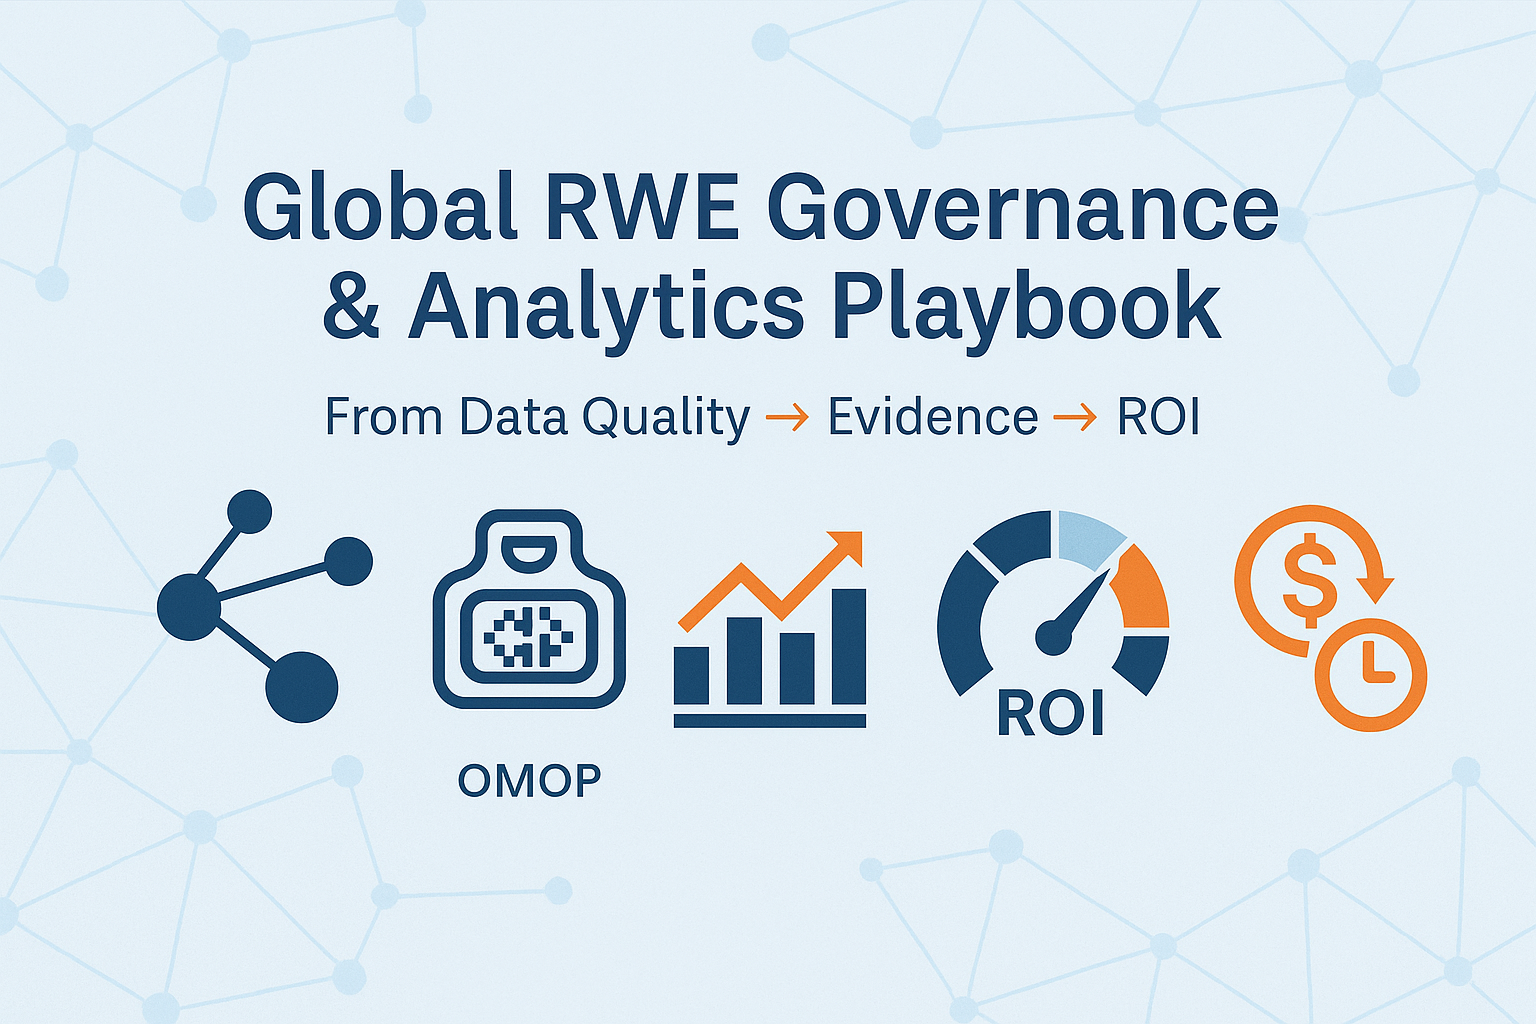 Global RWE Governance
& Analytics Playbook
From Data Quality → Evidence → ROI
OMOP
ROI
$